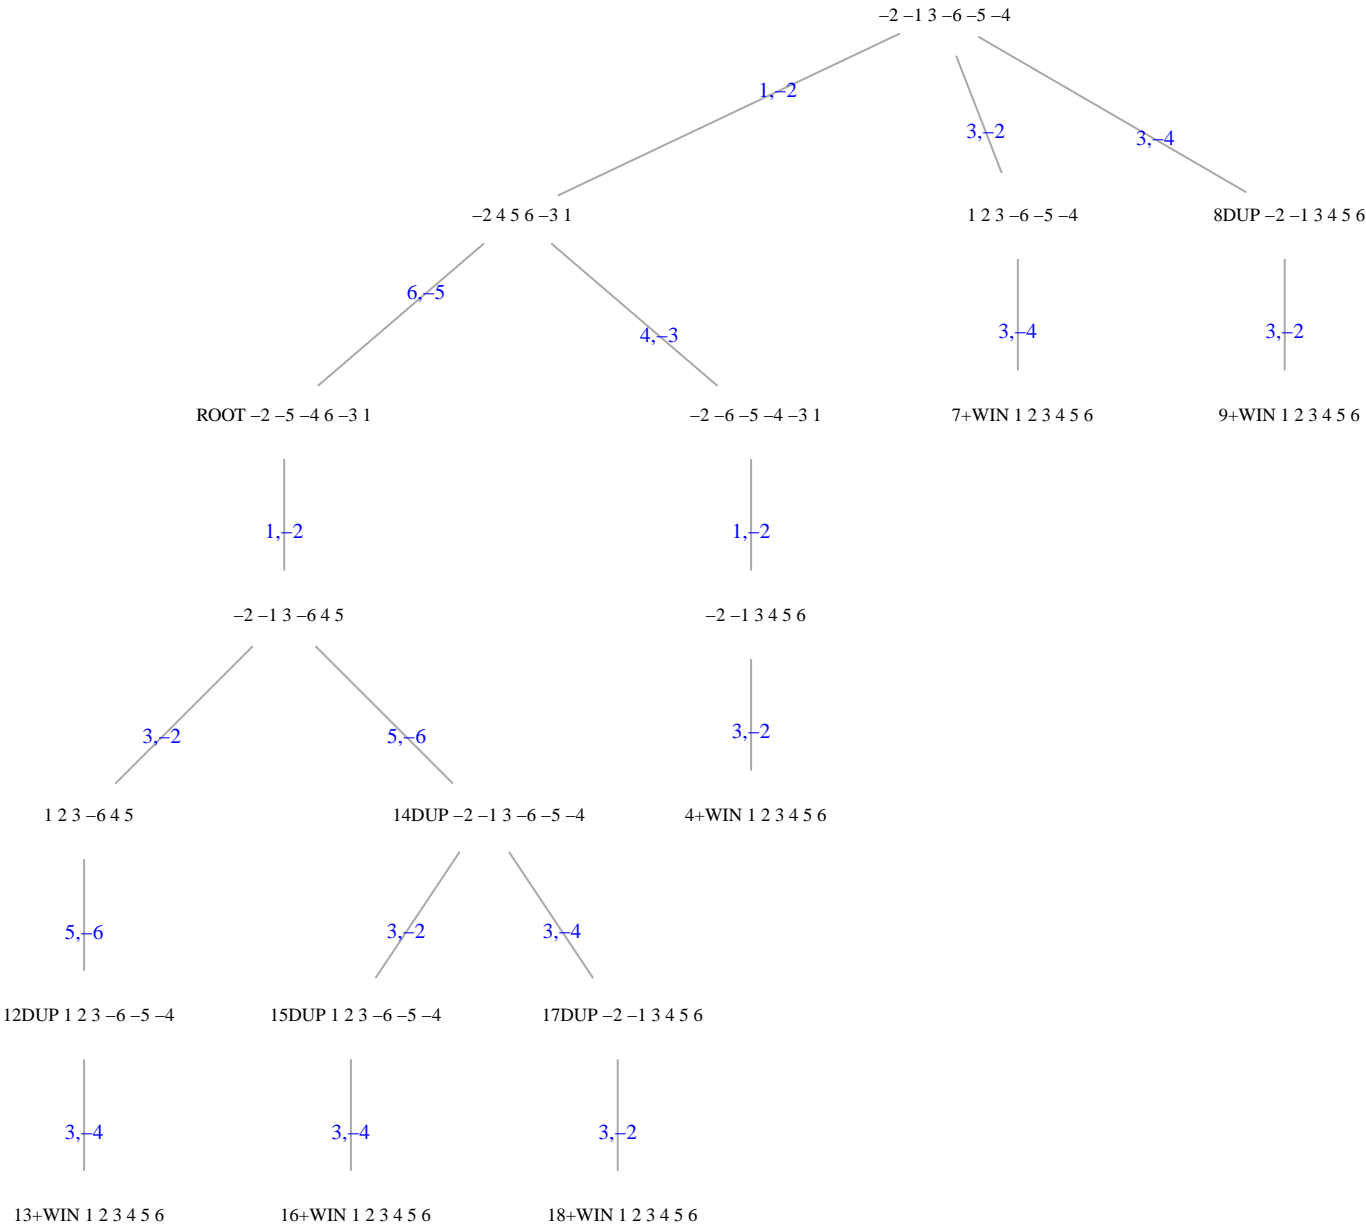 –2 –1 3 –6 –5 –4
1,–2
3,–2
3,–4
–2 4 5 6 –3 1
1 2 3 –6 –5 –4
8DUP –2 –1 3 4 5 6
6,–5
4,–3
3,–4
3,–2
ROOT –2 –5 –4 6 –3 1
–2 –6 –5 –4 –3 1
7+WIN 1 2 3 4 5 6
9+WIN 1 2 3 4 5 6
1,–2
1,–2
–2 –1 3 –6 4 5
–2 –1 3 4 5 6
3,–2
5,–6
3,–2
1 2 3 –6 4 5
14DUP –2 –1 3 –6 –5 –4
4+WIN 1 2 3 4 5 6
5,–6
3,–2
3,–4
12DUP 1 2 3 –6 –5 –4
15DUP 1 2 3 –6 –5 –4
17DUP –2 –1 3 4 5 6
3,–4
3,–4
3,–2
13+WIN 1 2 3 4 5 6
16+WIN 1 2 3 4 5 6
18+WIN 1 2 3 4 5 6